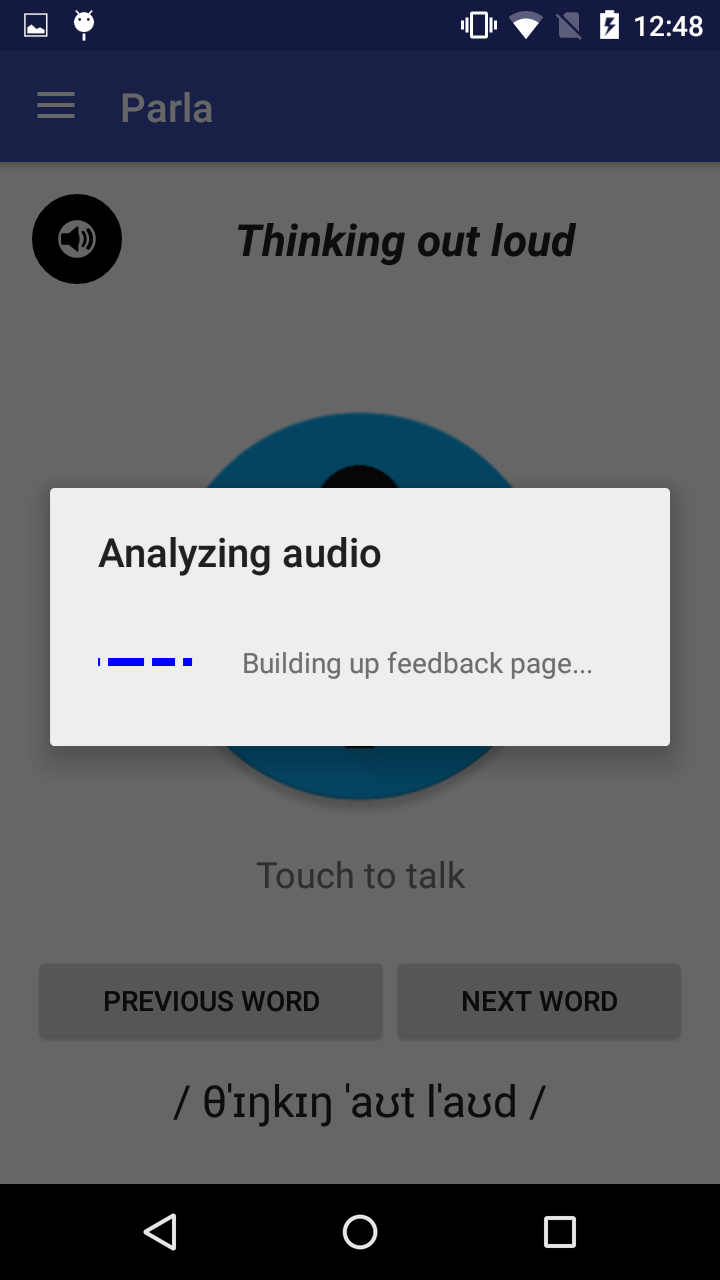 12:48
Parla
Thinking out loud
Analyzing audio
Building up feedback page...
Touch to talk
PREVIOUS WORD
NEXT WORD
/ θ'ɪŋkɪŋ 'aʊt l'aʊd /